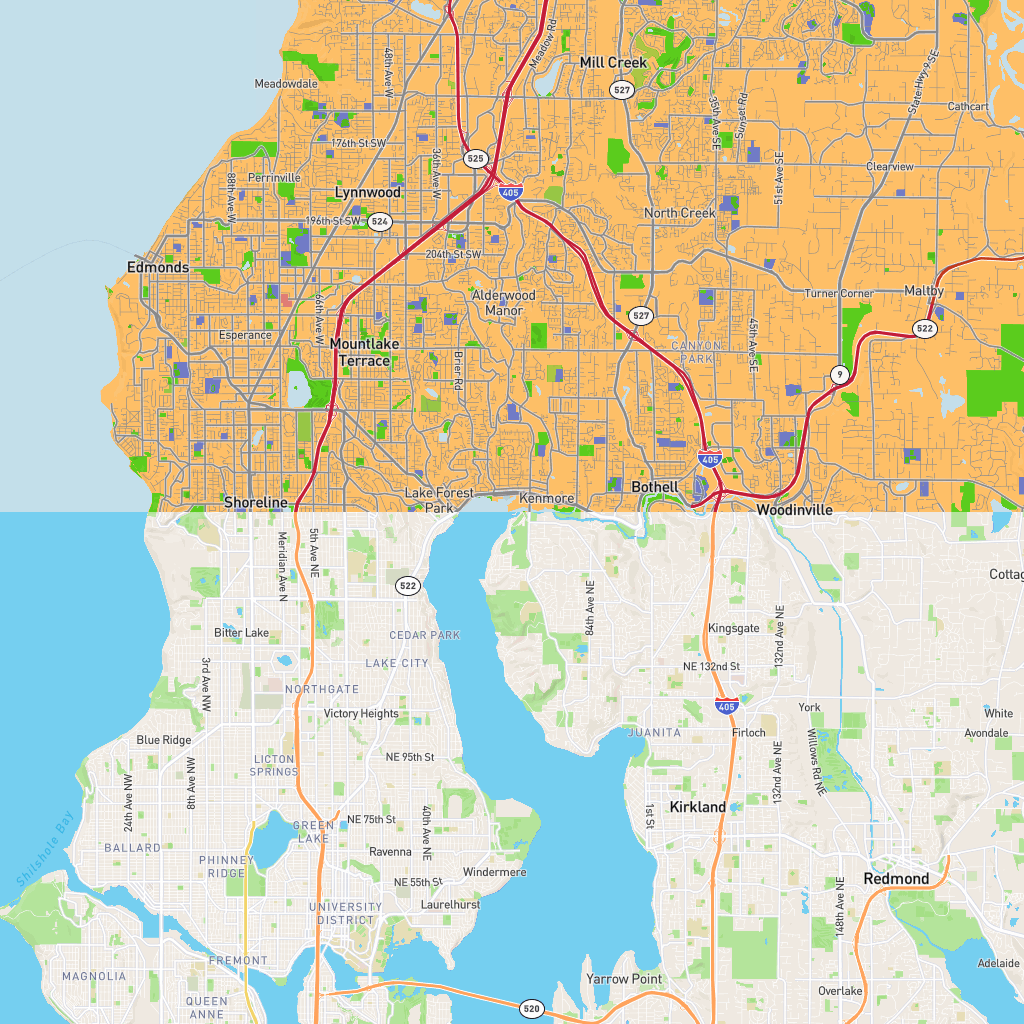 Meadow Rd
Mill Creek
48th Ave W
Meadowdale
527
State Hwy 9 SE
35th Ave SE
Sunset Rd
Cathcart
176th St SW
36th Ave W
525
51st Ave SE
Clearview
Perrinville
88th Ave W
Lynnwood
405
196th St SW
524
North Creek
204th St SW
Edmonds
Alderwood
Manor
Turner Corner
Maltby
66th Ave W
527
522
Esperance
Mountlake
Terrace
Brier Rd
CANYON
PARK
45th Ave SE
9
405
Bothell
Lake Forest
Park
Kenmore
Shoreline
Woodinville
Meridian Ave N
5th Ave NE
522
84th Ave NE
Cottag
Bitter Lake
CEDAR PARK
Kingsgate
132nd Ave NE
3rd Ave NW
LAKE CITY
NE 132nd St
NORTHGATE
405
Victory Heights
York
White
Blue Ridge
JUANITA
Firloch
Avondale
LICTON
SPRINGS
NE 95th St
8th Ave NW
24th Ave NW
132nd Ave NE
Willows Rd NE
Kirkland
1st St
GREEN
LAKE
NE 75th St
40th Ave NE
Shilshole Bay
BALLARD
PHINNEY
RIDGE
Ravenna
Windermere
NE 55th St
Redmond
148th Ave NE
Laurelhurst
UNIVERSITY
DISTRICT
FREMONT
MAGNOLIA
Yarrow Point
Adelaide
QUEEN
ANNE
520
Overlake